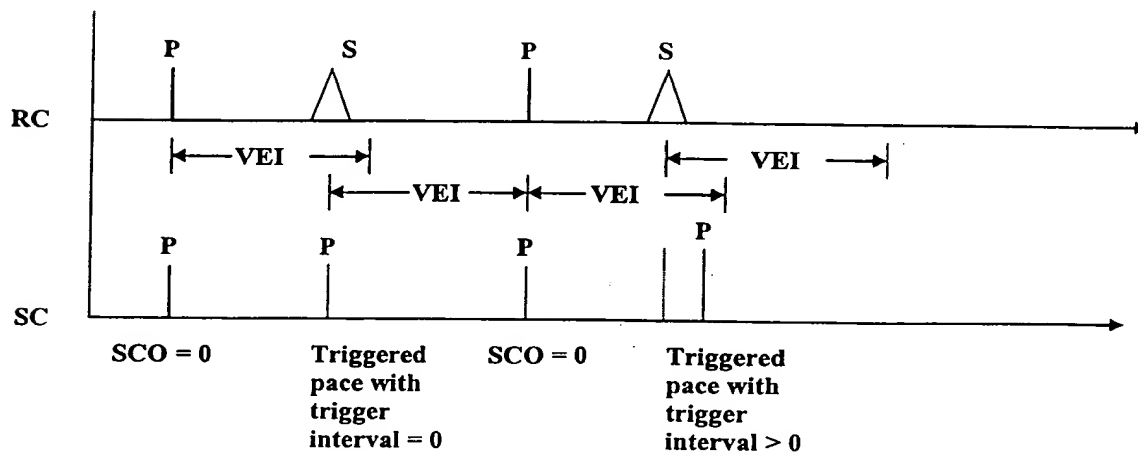 P S P S
RC
VEI VEI
VEI VEI
P P P P
SC
SCO = 0 Triggered SCO = 0 Triggered
pace with pace with
trigger trigger
interval = 0 interval > 0